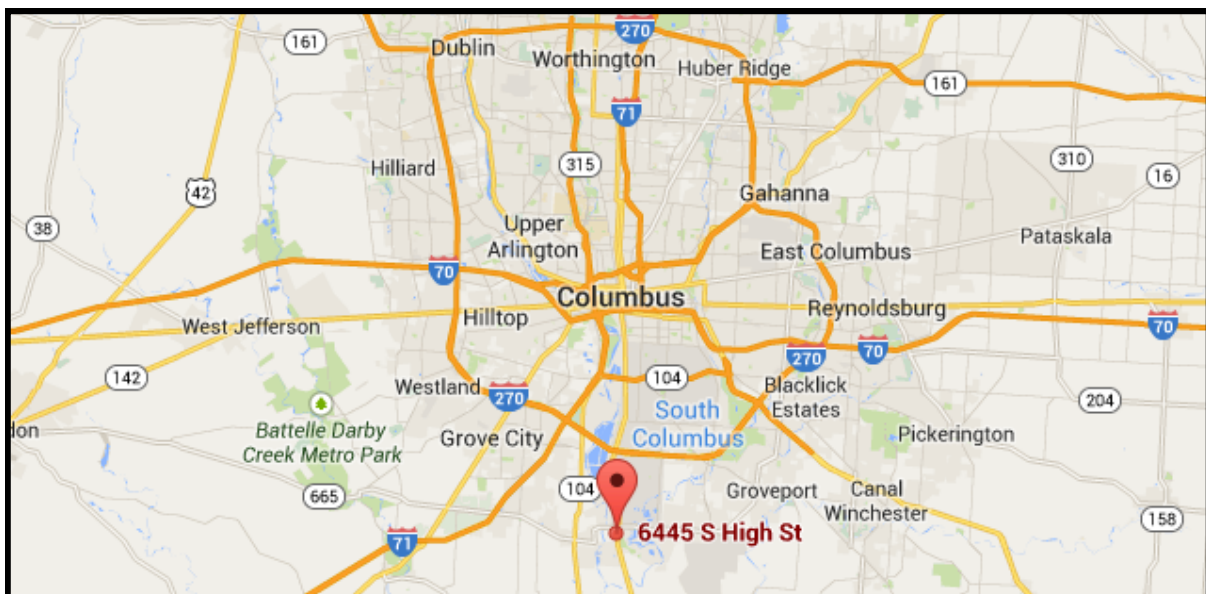 270
161
Dublin
Worthington
Huber Ridge
161
71
315
310
Hilliard
16
42
Gahanna
38
Upper
Arlington
East Columbus
Pataskala
70
Columbus
Hilltop
Reynoldsburg
West Jefferson
70
270
70
142
Westland
270
104
Blacklick
Estates
204
don
Battelle Darby
Creek Metro Park
Grove City
South
Columbus
Pickerington
665
104
Groveport
Canal
Winchester
158
71
6445 S High St